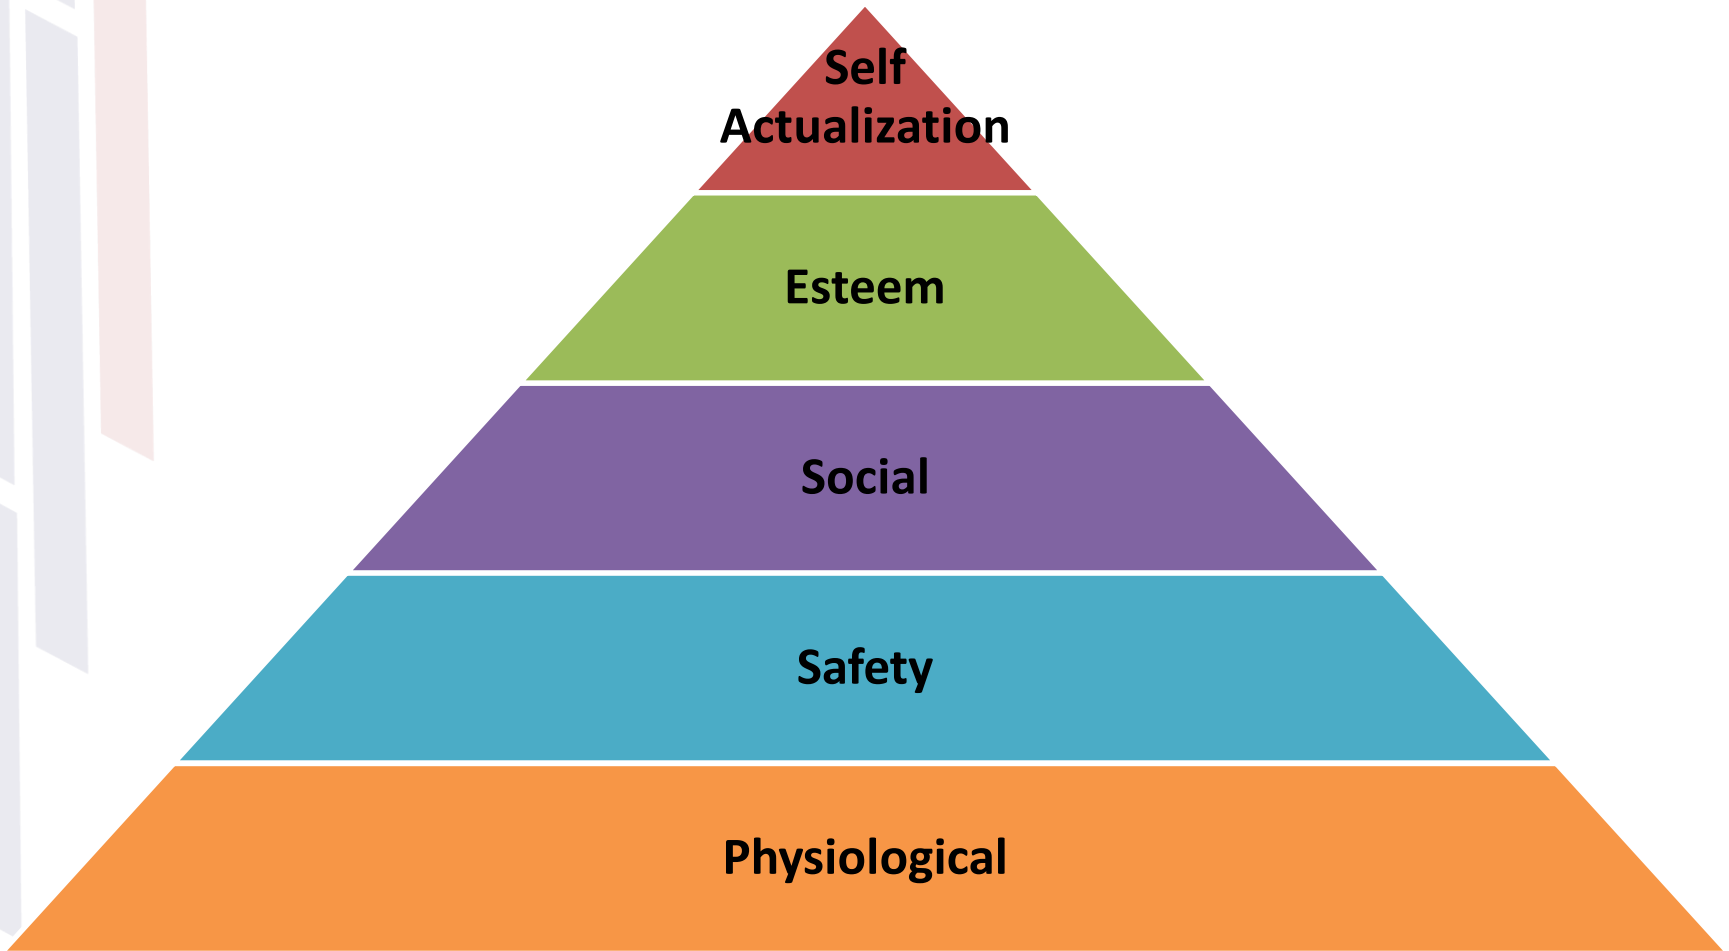 Self
Actualization
Esteem
Social
Safety
Physiological